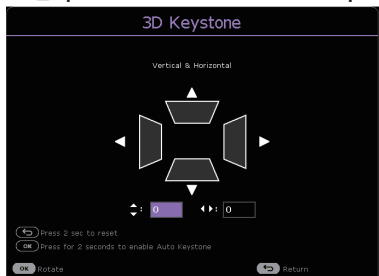 3D Keystone
Vertical & Horizontal
: 0 : 0
Press 2 sec to reset
OK Press for 2 seconds to enable Auto Keystone
OK Rotate Return